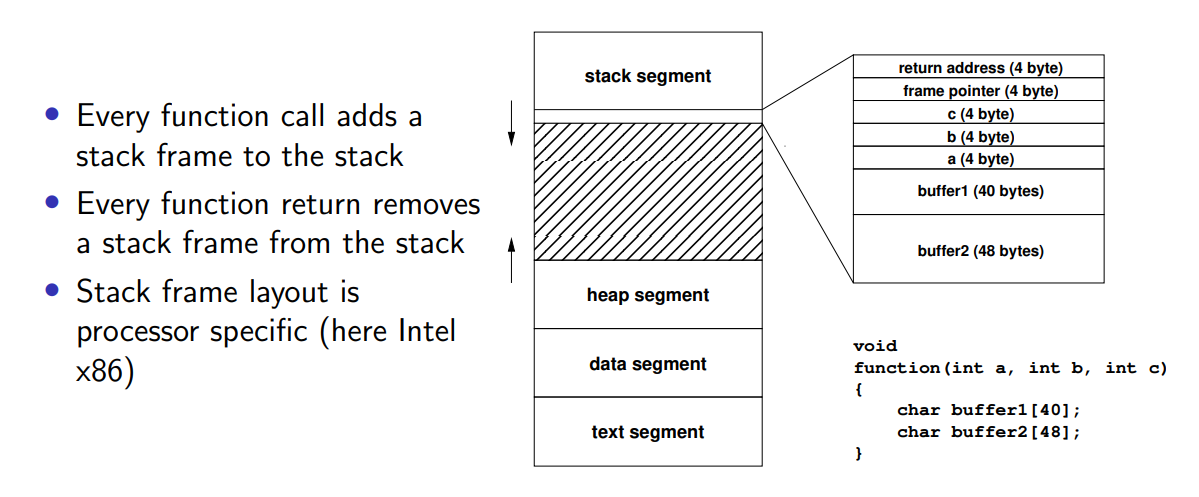 • Every function call adds a
stack frame to the stack
• Every function return removes
a stack frame from the stack
• Stack frame layout is
processor specific (here Intel
x86)
stack segment
heap segment
data segment
text segment
return address (4 byte)
frame pointer (4 byte)
c (4 byte)
b (4 byte)
a (4 byte)
buffer1 (40 bytes)
buffer2 (48 bytes)
void
function(int a, int b, int c)
{
    char buffer1[40];
    char buffer2[48];
}